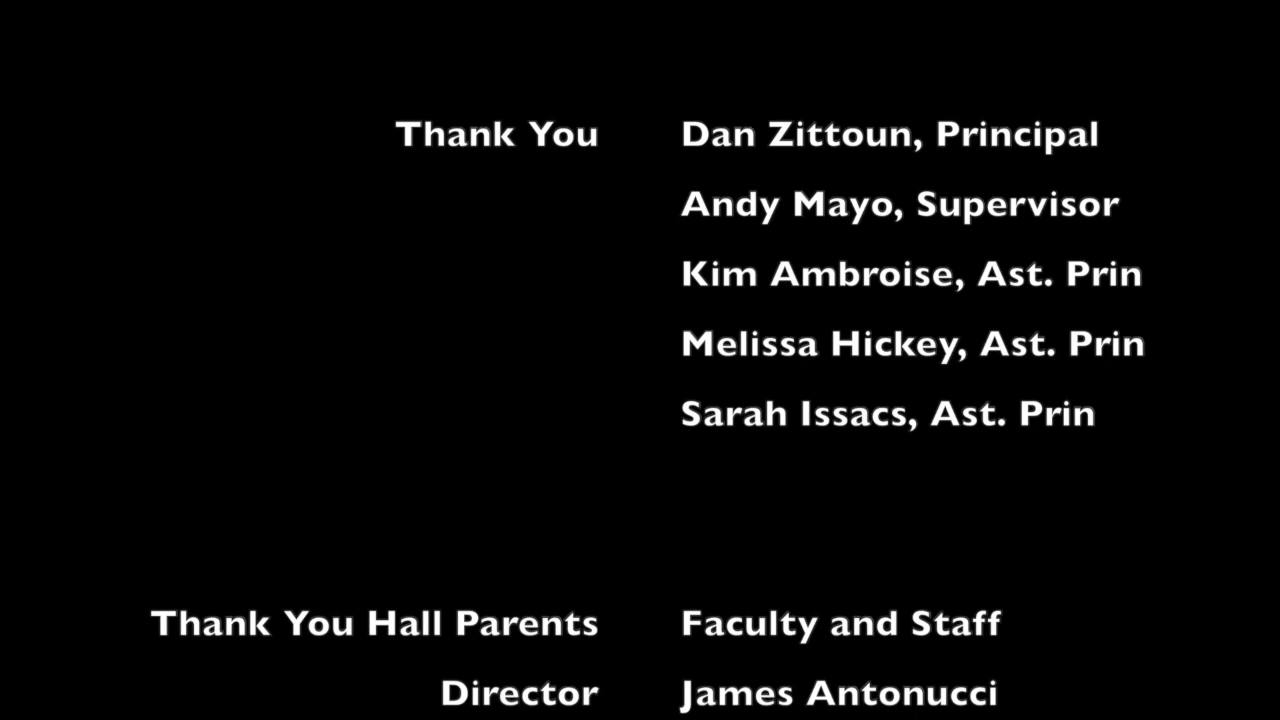 Thank You Dan Zittoun, Principal
Andy Mayo, Supervisor
Kim Ambroise, Ast. Prin
Melissa Hickey, Ast. Prin
Sarah Issacs, Ast. Prin
Thank You Hall Parents Faculty and Staff
Director James Antonucci